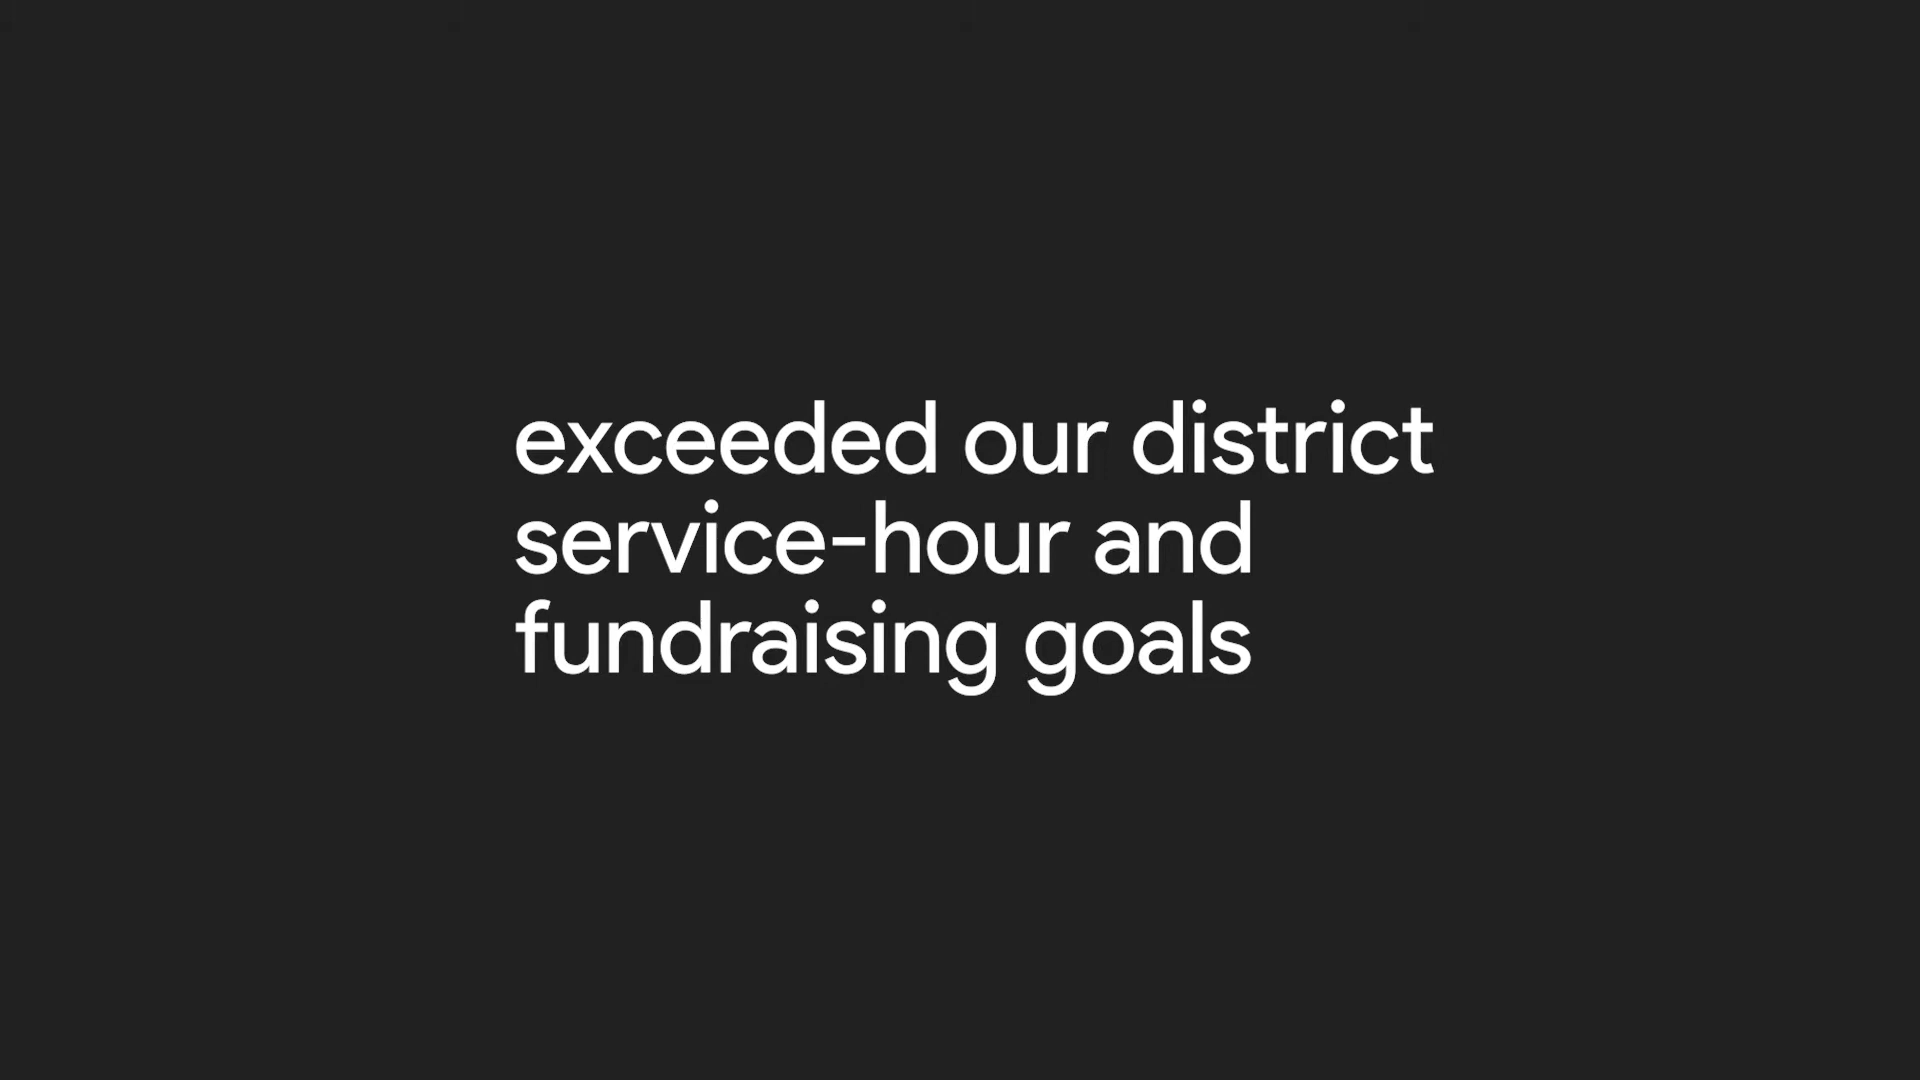 exceeded our district
service-hour and
fundraising goals